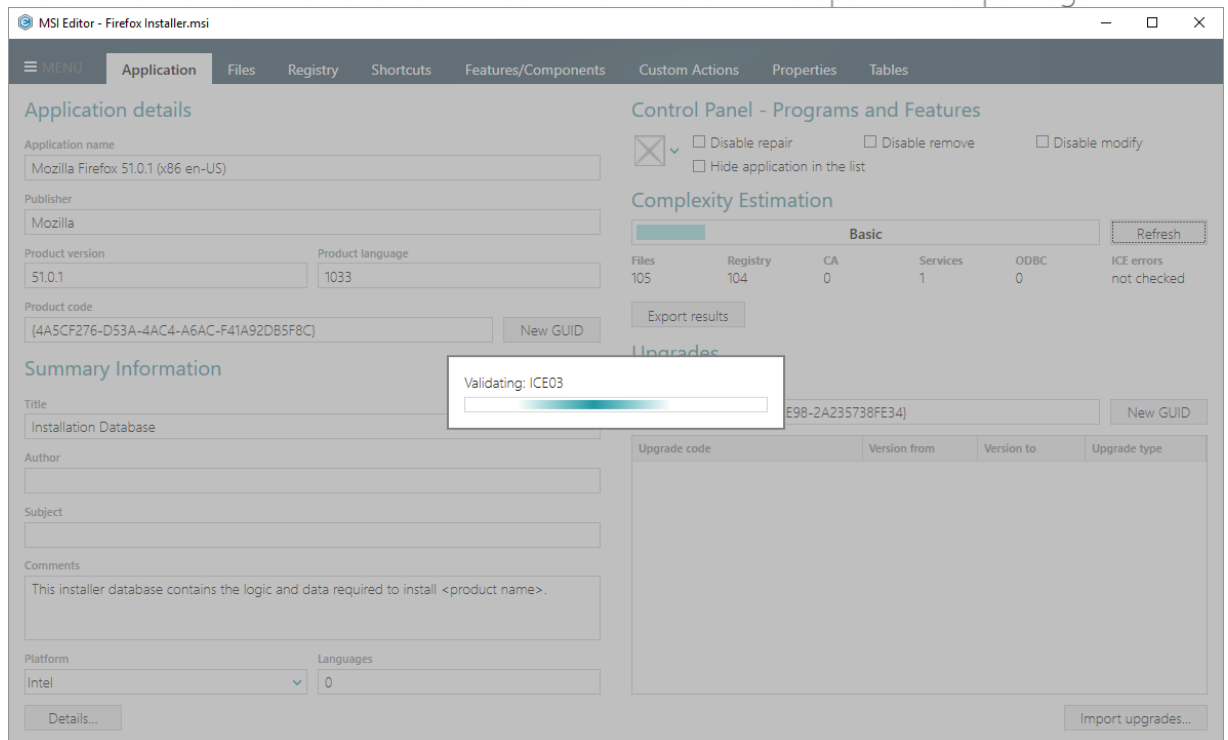 MSI Editor - Firefox Installer.msi
MENU Application Files Registry Shortcuts Features/Components Custom Actions Properties Tables
Application details
Application name
Mozilla Firefox 51.0.1 (x86 en-US)
Publisher
Mozilla
Product version Product language
51.0.1 1033
Product code
{4A5CF276-D53A-4AC4-A6AC-F41A92DB5F8C} New GUID
Summary Information
Title
Installation Database
Author
Subject
Comments
This installer database contains the logic and data required to install <product name>.
Platform Languages
Intel 0
Details...
Control Panel - Programs and Features
Disable repair Disable remove Disable modify
Hide application in the list
Complexity Estimation
Basic Refresh
Files Registry CA Services ODBC ICE errors
105 104 0 1 0 not checked
Export results
Upgrades
Validating: ICE03
E98-2A235738FE34} New GUID
Upgrade code Version from Version to Upgrade type
Import upgrades...